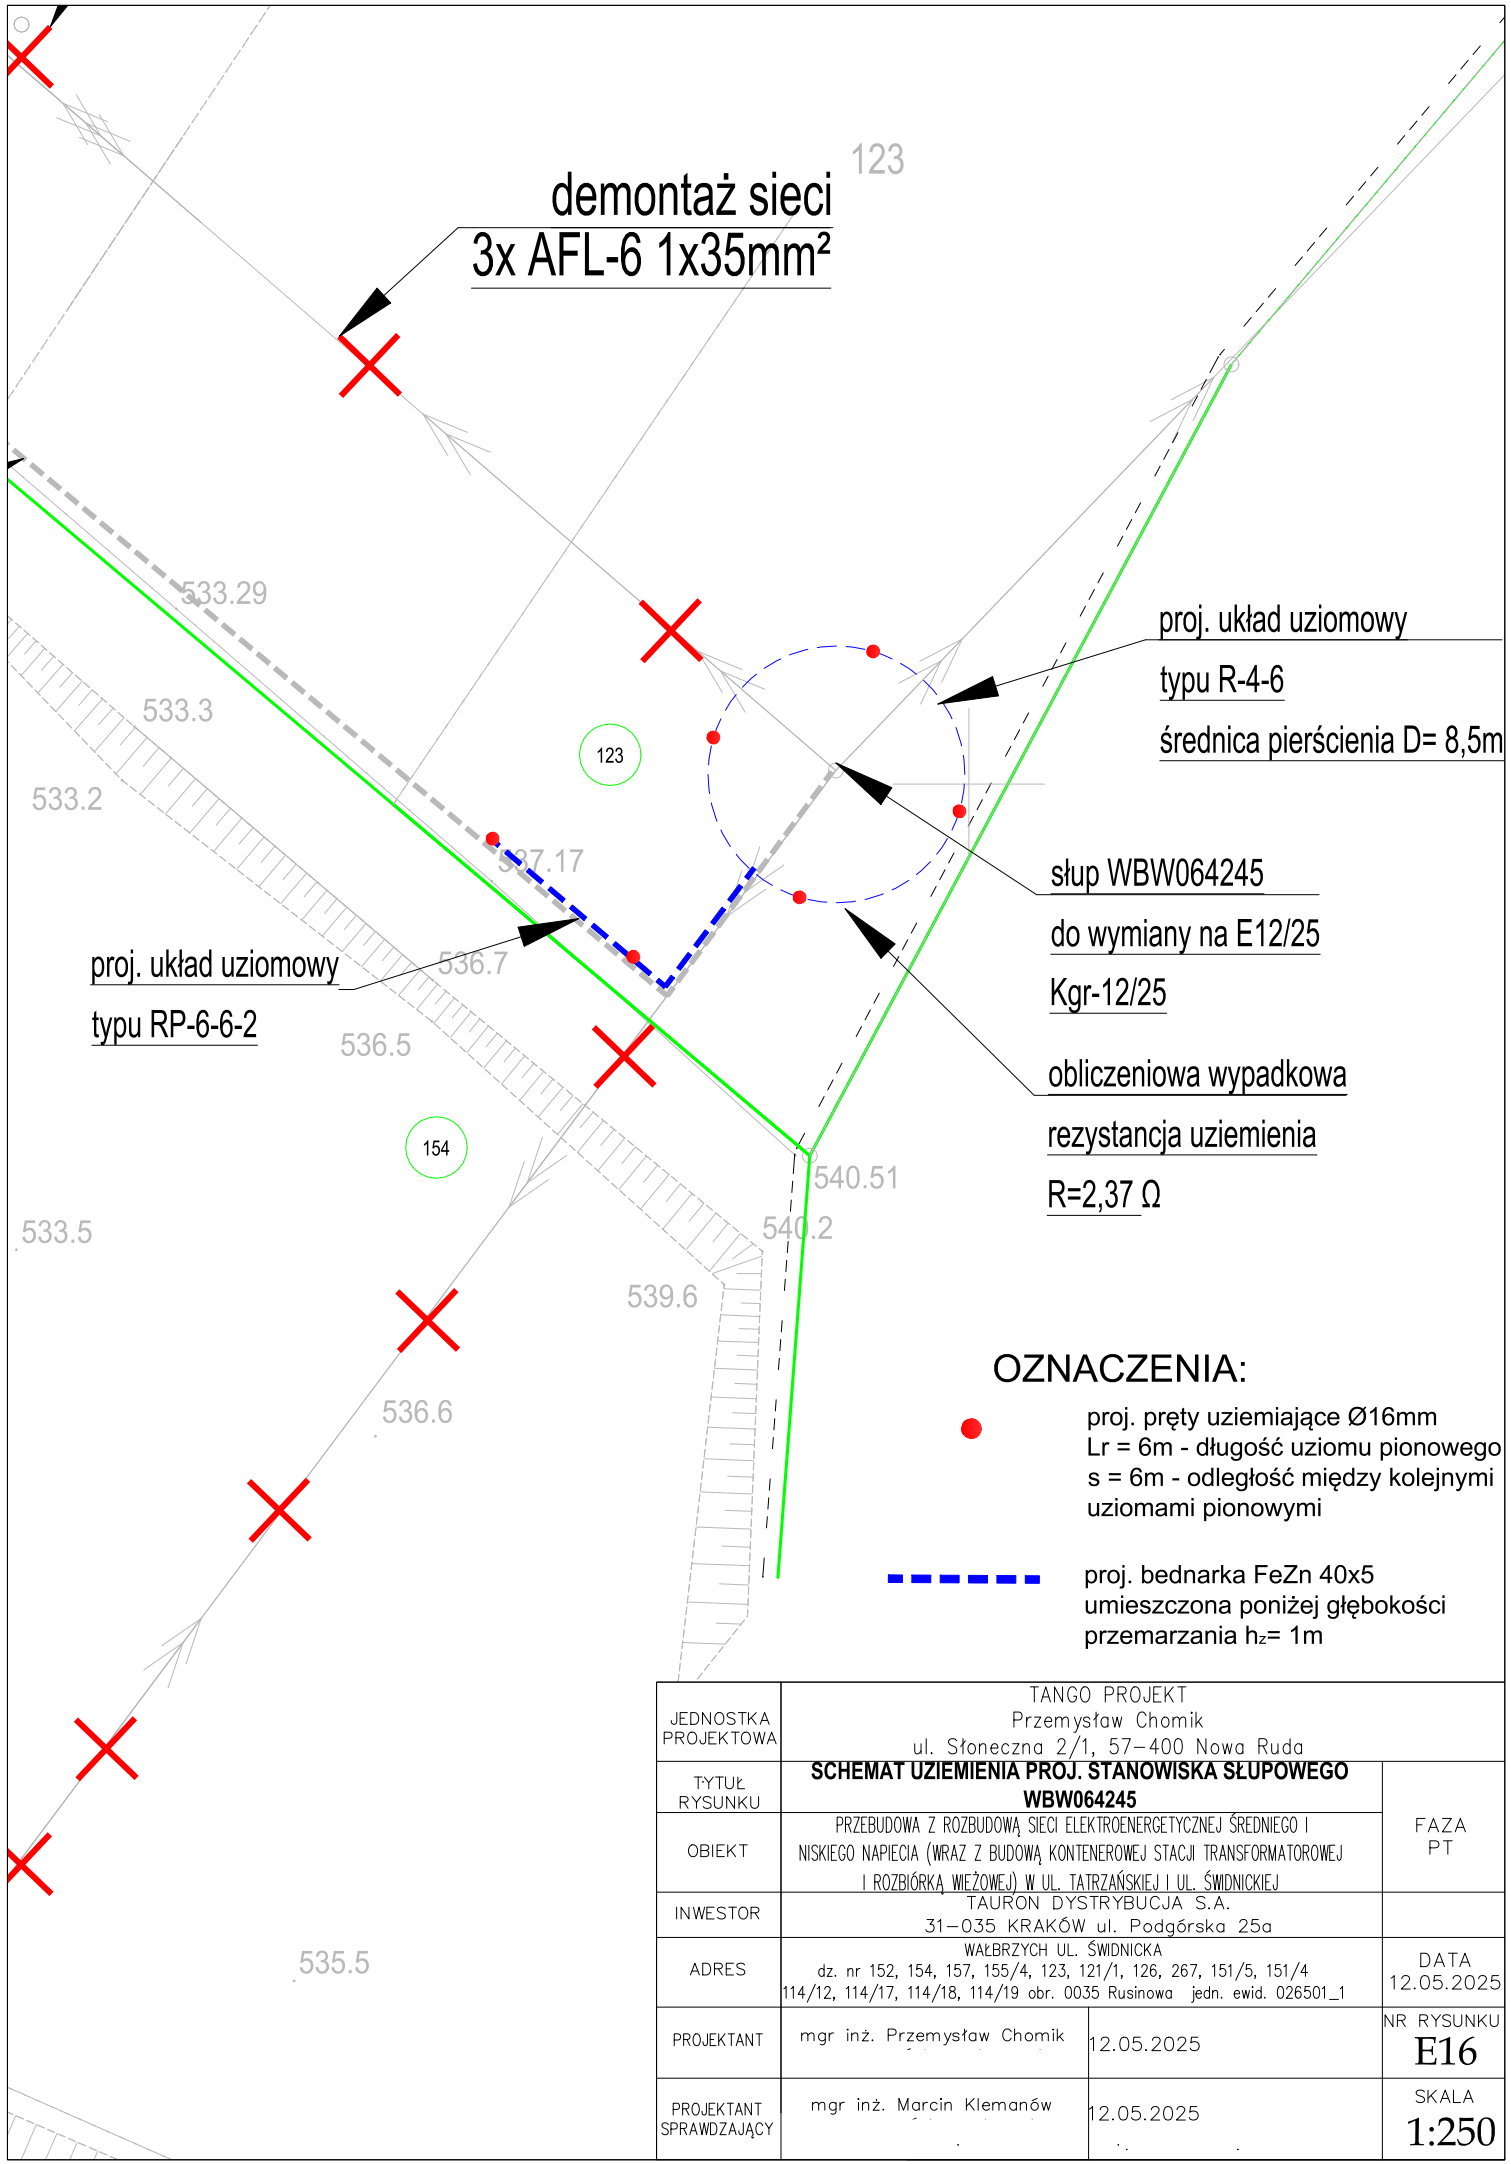 123
demontaż sieci
3x AFL-6 1x35mm²
533.29
proj. układ uziomowy
typu R-4-6
średnica pierścienia D= 8,5m
533.3
123
533.2
537.17
słup WBW064245
do wymiany na E12/25
Kgr-12/25
proj. układ uziomowy
typu RP-6-6-2
536.7
536.5
obliczeniowa wypadkowa
rezystancja uziemienia
R=2,37 Ω
154
540.51
540.2
533.5
539.6
OZNACZENIA:
536.6
proj. pręty uziemiające Ø16mm
Lr = 6m - długość uziomu pionowego
s = 6m - odległość między kolejnymi
uziomami pionowymi
proj. bednarka FeZn 40x5
umieszczona poniżej głębokości
przemarzania hz= 1m
535.5
JEDNOSTKA
PROJEKTOWA
TANGO PROJEKT
Przemysław Chomik
ul. Słoneczna 2/1, 57-400 Nowa Ruda
TYTUŁ
RYSUNKU
SCHEMAT UZIEMIENIA PROJ. STANOWISKA SŁUPOWEGO
WBW064245
FAZA
PT
OBIEKT
PRZEBUDOWA Z ROZBUDOWĄ SIECI ELEKTROENERGETYCZNEJ ŚREDNIEGO I
NISKIEGO NAPIECIA (WRAZ Z BUDOWĄ KONTENEROWEJ STACJI TRANSFORMATOROWEJ
I ROZBIÓRKĄ WIEŻOWEJ) W UL. TATRZAŃSKIEJ I UL. ŚWIDNICKIEJ
INWESTOR
TAURON DYSTRYBUCJA S.A.
31-035 KRAKÓW ul. Podgórska 25a
ADRES
WAŁBRZYCH UL. ŚWIDNICKA
dz. nr 152, 154, 157, 155/4, 123, 121/1, 126, 267, 151/5, 151/4
114/12, 114/17, 114/18, 114/19 obr. 0035 Rusinowa jedn. ewid. 026501_1
DATA
12.05.2025
PROJEKTANT
mgr inż. Przemysław Chomik
12.05.2025
NR RYSUNKU
E16
PROJEKTANT
SPRAWDZAJĄCY
mgr inż. Marcin Klemanów
12.05.2025
SKALA
1:250